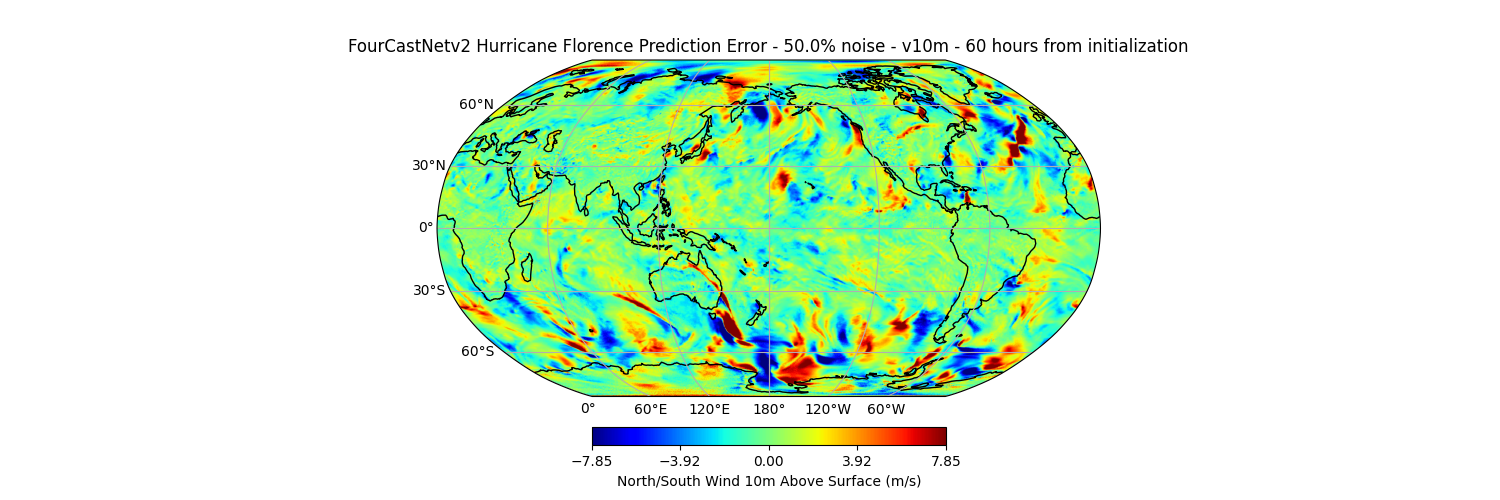 FourCastNetv2 Hurricane Florence Prediction Error - 50.0% noise - v10m - 60 hours from initialization
60°N
30°N
0°
30°S
60°S
0° 60°E 120°E 180° 120°W 60°W
−7.85 −3.92 0.00 3.92 7.85
North/South Wind 10m Above Surface (m/s)